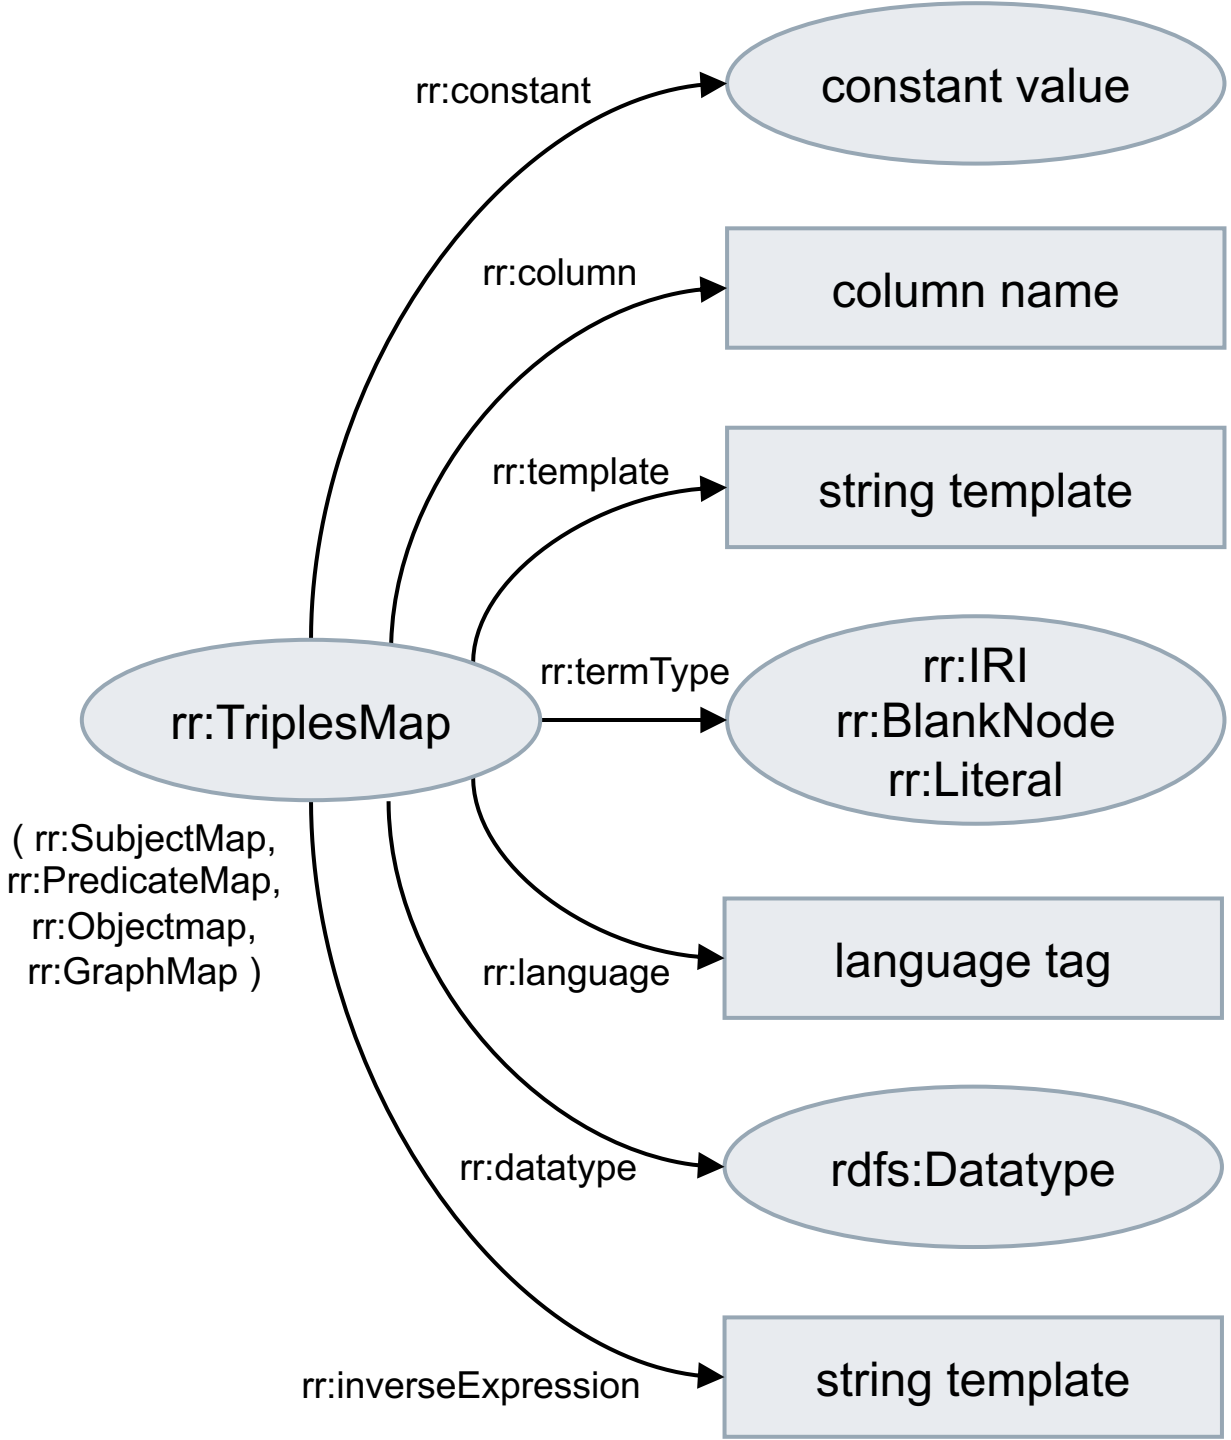 rr:constant
constant value
rr:column
column name
rr:template
string template
rr:termType
rr:IRI
rr:BlankNode
rr:Literal
rr:TriplesMap
( rr:SubjectMap,
rr:PredicateMap,
rr:Objectmap,
rr:GraphMap )
rr:language
language tag
rr:datatype
rdfs:Datatype
rr:inverseExpression
string template